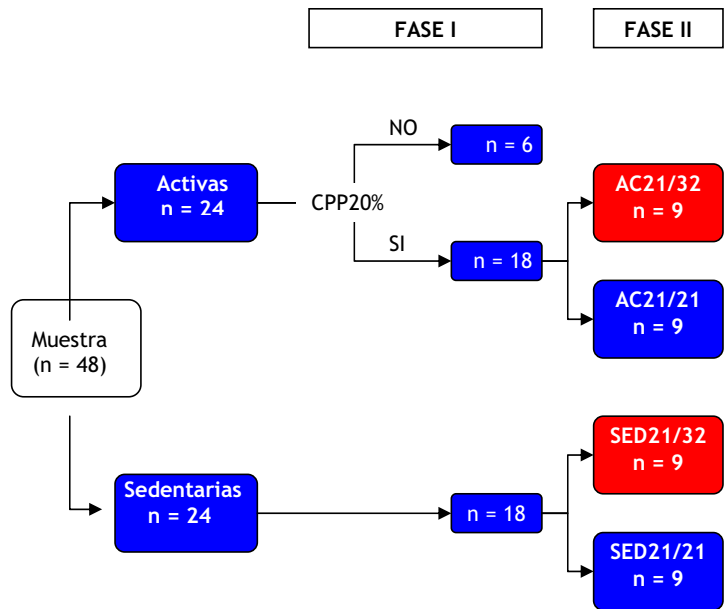 FASE I
FASE II
NO
n = 6
Activas
n = 24
CPP20%
AC21/32
n = 9
SI
n = 18
AC21/21
n = 9
Muestra
(n = 48)
SED21/32
n = 9
Sedentarias
n = 24
n = 18
SED21/21
n = 9